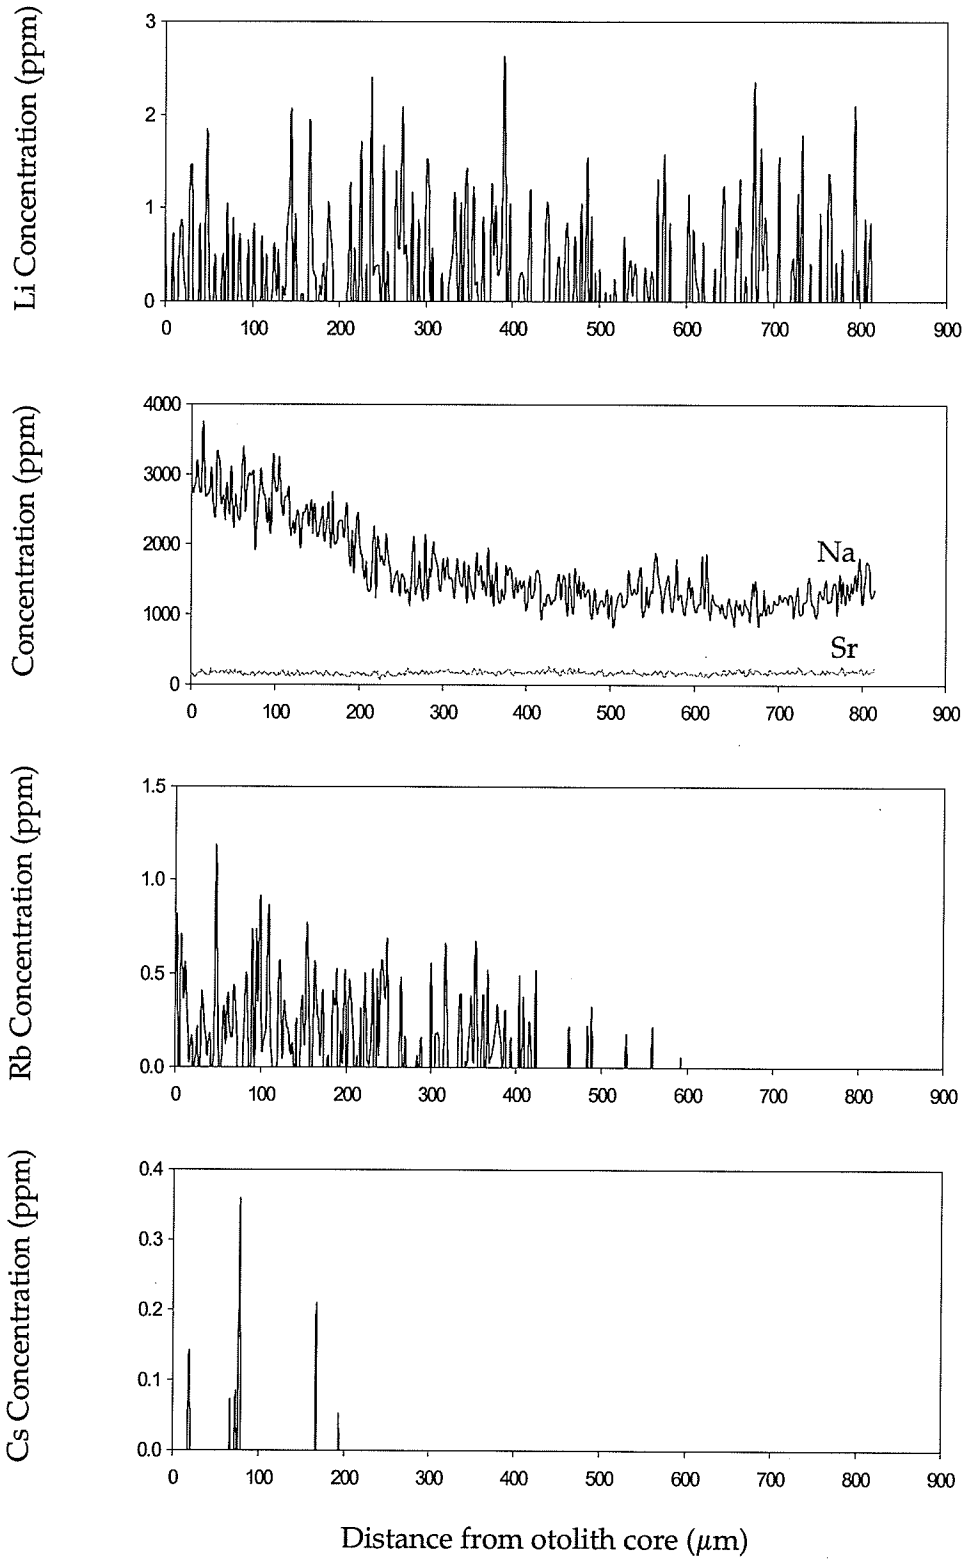 Li Concentration (ppm)
3
2
1
0
0 100 200 300 400 500 600 700 800 900
Concentration (ppm)
4000
3000
2000
1000
0
Na
Sr
0 100 200 300 400 500 600 700 800 900
Rb Concentration (ppm)
1.5
1.0
0.5
0.0
0 100 200 300 400 500 600 700 800 900
Cs Concentration (ppm)
0.4
0.3
0.2
0.1
0.0
0 100 200 300 400 500 600 700 800 900
Distance from otolith core (μm)